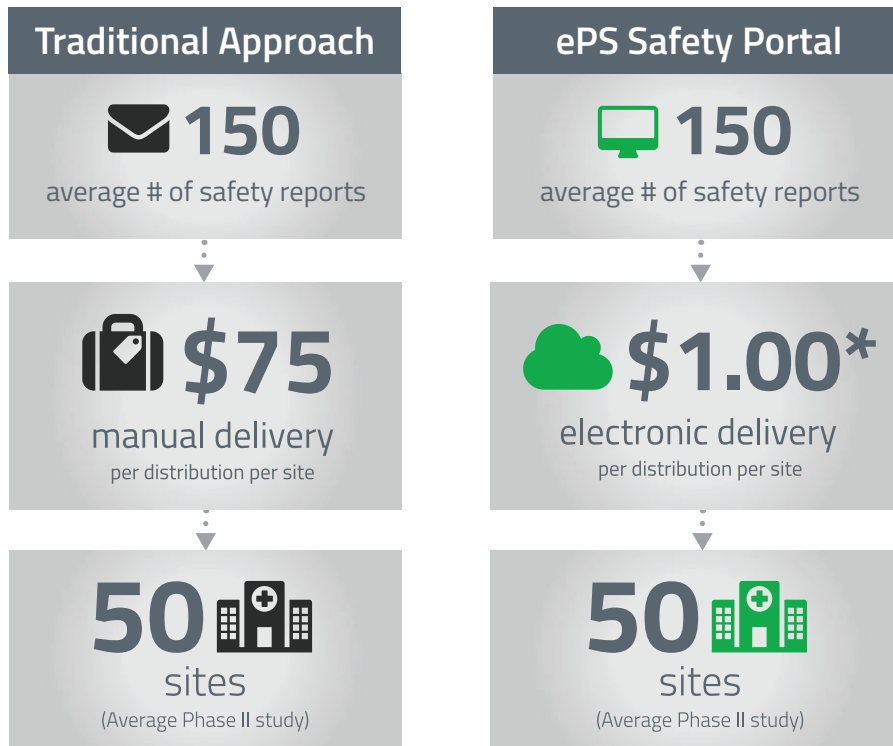 Traditional Approach
150
average # of safety reports
$75
manual delivery
per distribution per site
50
sites
(Average Phase II study)
ePS Safety Portal
150
average # of safety reports
$1.00*
electronic delivery
per distribution per site
50
sites
(Average Phase II study)